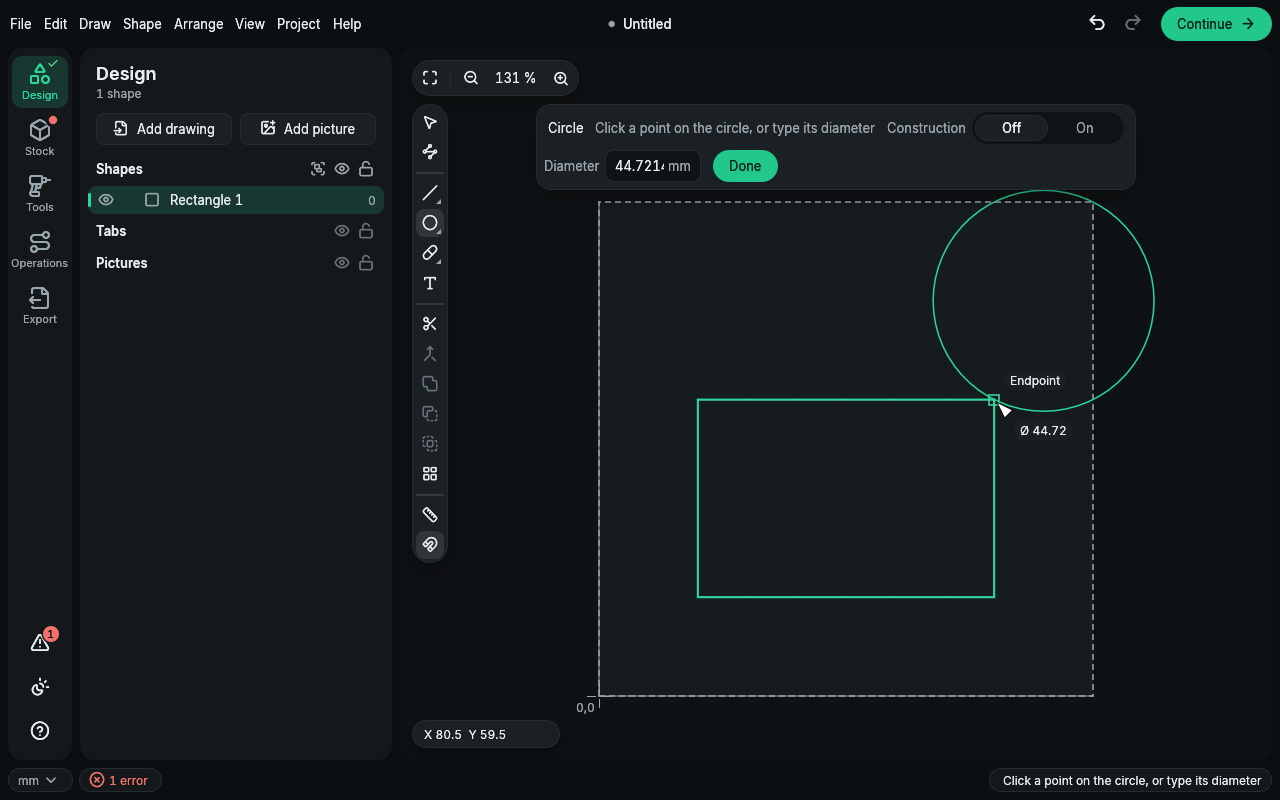 File Edit Draw Shape Arrange View Project Help
Untitled
Continue
Design
Stock
Tools
Operations
Export
1
Design
1 shape
Add drawing
Add picture
Shapes
Rectangle 1 0
Tabs
Pictures
131 %
Circle Click a point on the circle, or type its diameter Construction Off On
Diameter 44.7214 mm Done
Endpoint
Ø 44.72
0,0
X 80.5 Y 59.5
mm
1 error
Click a point on the circle, or type its diameter